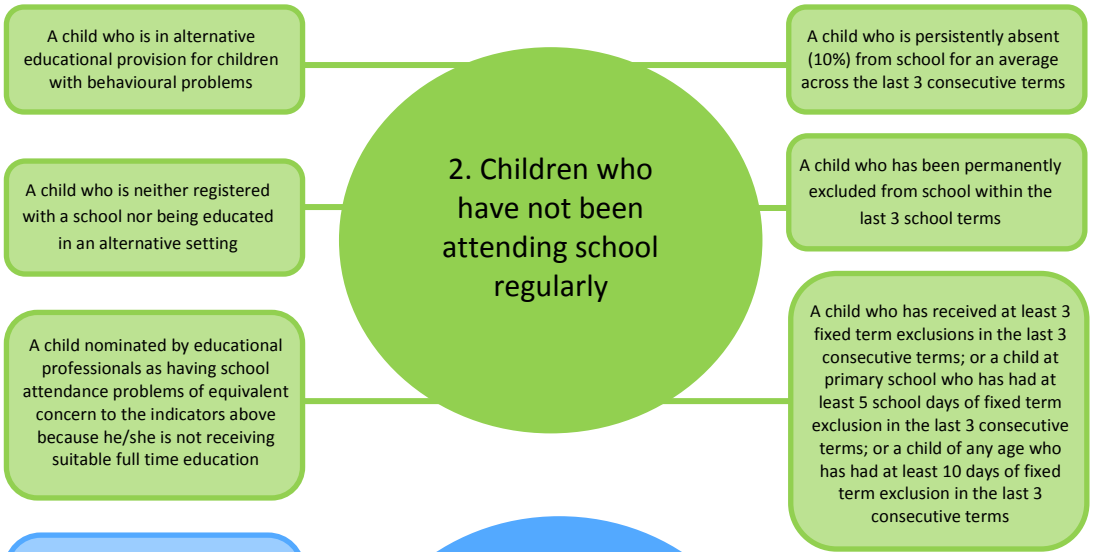 A child who is in alternative
educational provision for children
with behavioural problems
A child who is neither registered
with a school nor being educated
in an alternative setting
A child nominated by educational
professionals as having school
attendance problems of equivalent
concern to the indicators above
because he/she is not receiving
suitable full time education
2. Children who
have not been
attending school
regularly
A child who is persistently absent
(10%) from school for an average
across the last 3 consecutive terms
A child who has been permanently
excluded from school within the
last 3 school terms
A child who has received at least 3
fixed term exclusions in the last 3
consecutive terms; or a child at
primary school who has had at
least 5 school days of fixed term
exclusion in the last 3 consecutive
terms; or a child of any age who
has had at least 10 days of fixed
term exclusion in the last 3
consecutive terms